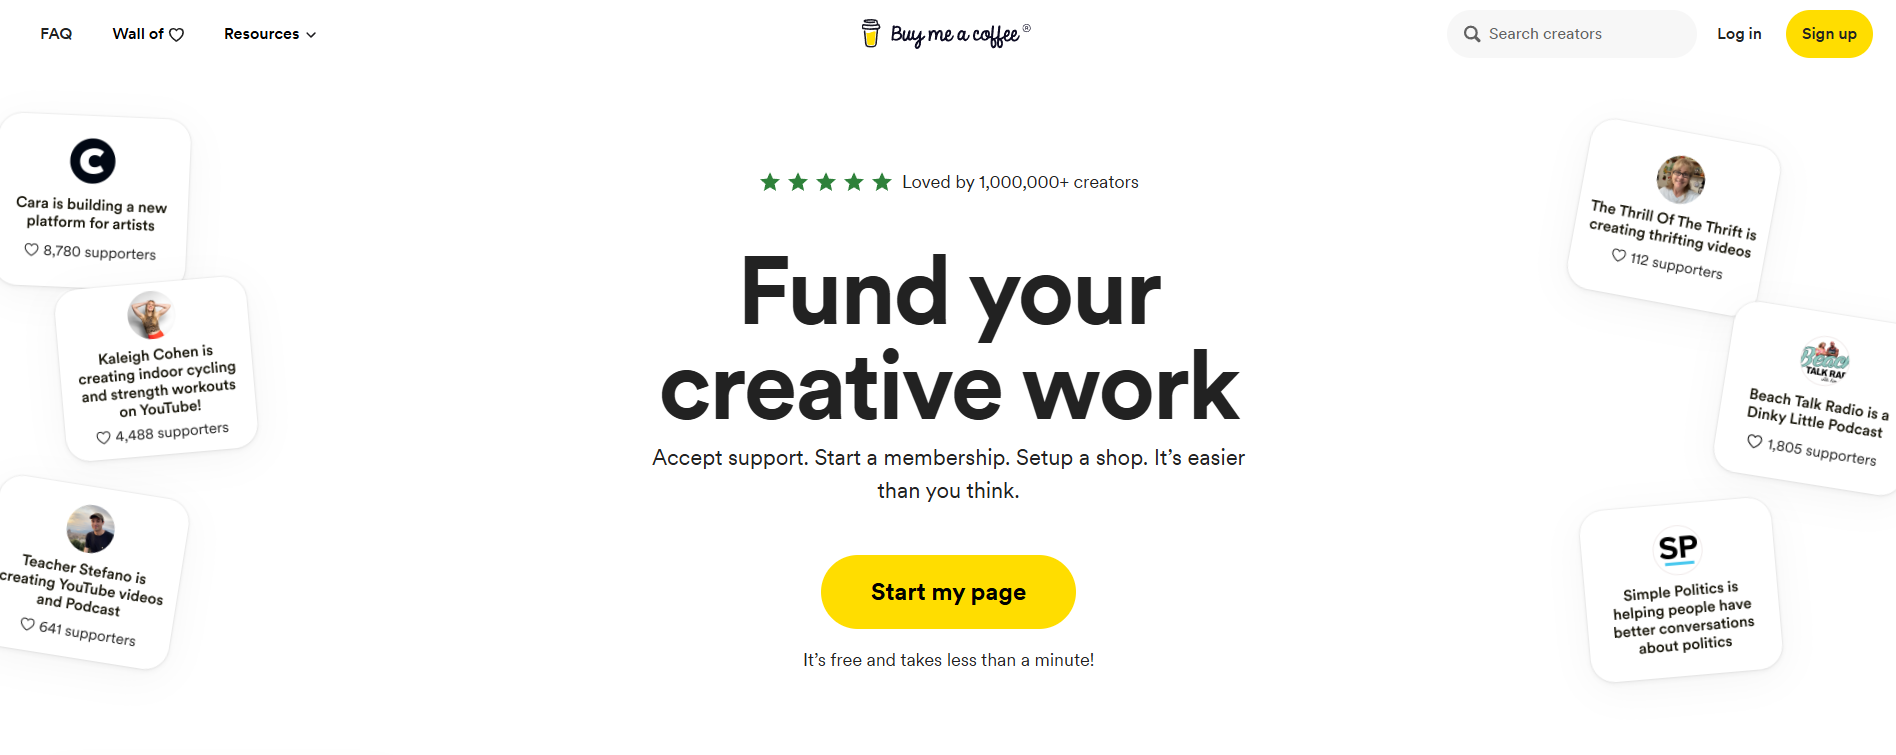 FAQ
Wall of
Resources
Buy me a coffee®
Search creators
Log in
Sign up
C
Cara is building a new
platform for artists
8,780 supporters
Kaleigh Cohen is
creating indoor cycling
and strength workouts
on YouTube!
4,488 supporters
Teacher Stefano is
creating YouTube videos
and Podcast
641 supporters
Loved by 1,000,000+ creators
Fund your
creative work
Accept support. Start a membership. Setup a shop. It’s easier
than you think.
Start my page
It’s free and takes less than a minute!
The Thrill Of The Thrift is
creating thrifting videos
112 supporters
Beac
TALK RAI
Beach Talk Radio is a
Dinky Little Podcast
1,805 supporters
SP
Simple Politics is
helping people have
better conversations
about politics